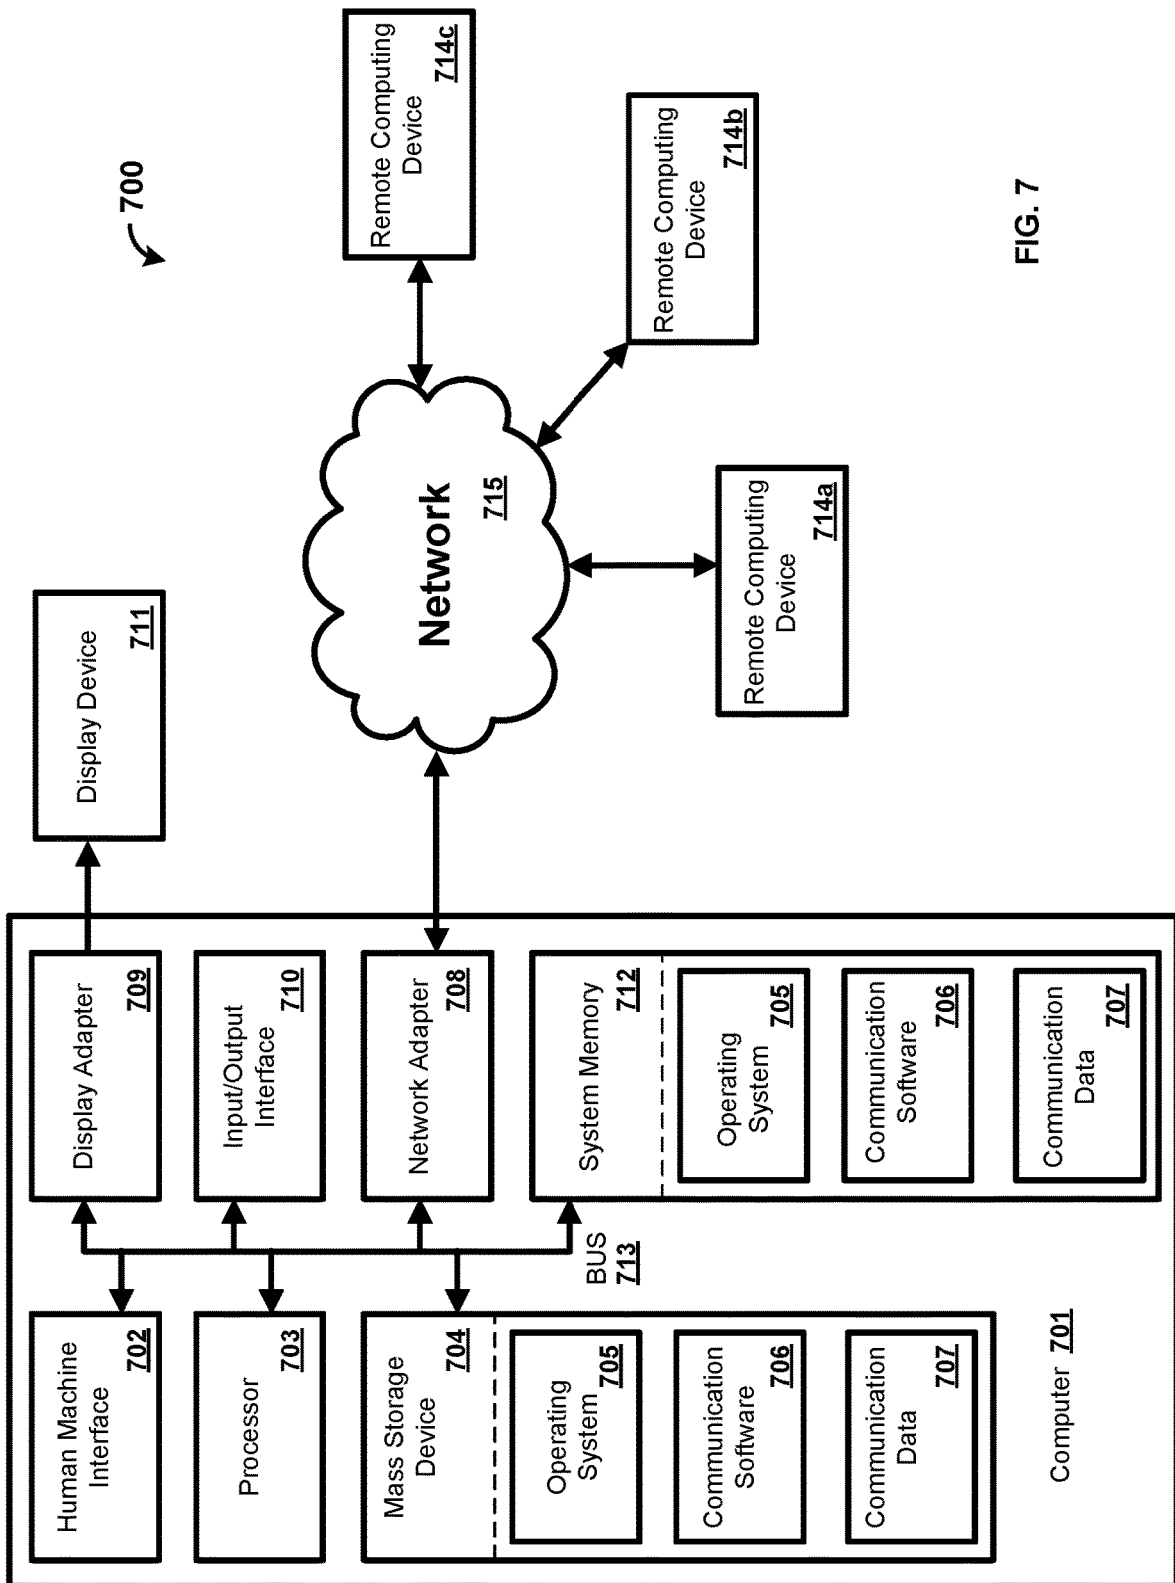 700
Human Machine
Interface
702
Processor
703
Mass Storage
Device
704
Operating
System
705
Communication
Software
706
Communication
Data
707
Computer 701
BUS
713
Display Adapter
709
Input/Output
Interface
710
Network Adapter
708
System Memory
712
Operating
System
705
Communication
Software
706
Communication
Data
707
Display Device
711
Network
715
Remote Computing
Device
714a
Remote Computing
Device
714b
Remote Computing
Device
714c
FIG. 7